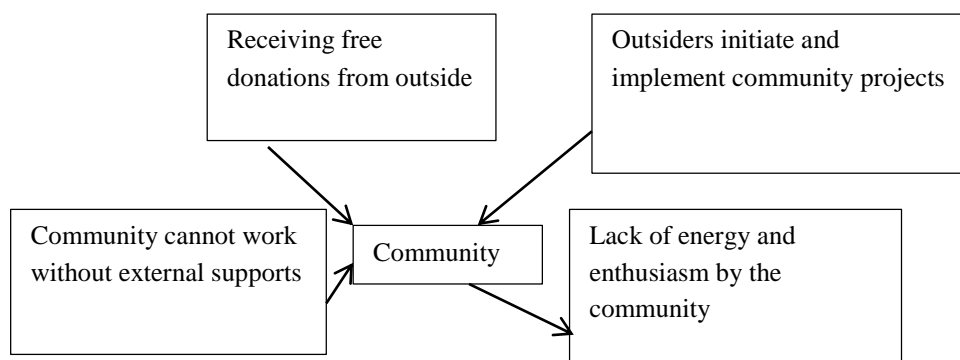 Receiving free
donations from outside
Outsiders initiate and
implement community projects
Community cannot work
without external supports
Community
Lack of energy and
enthusiasm by the
community